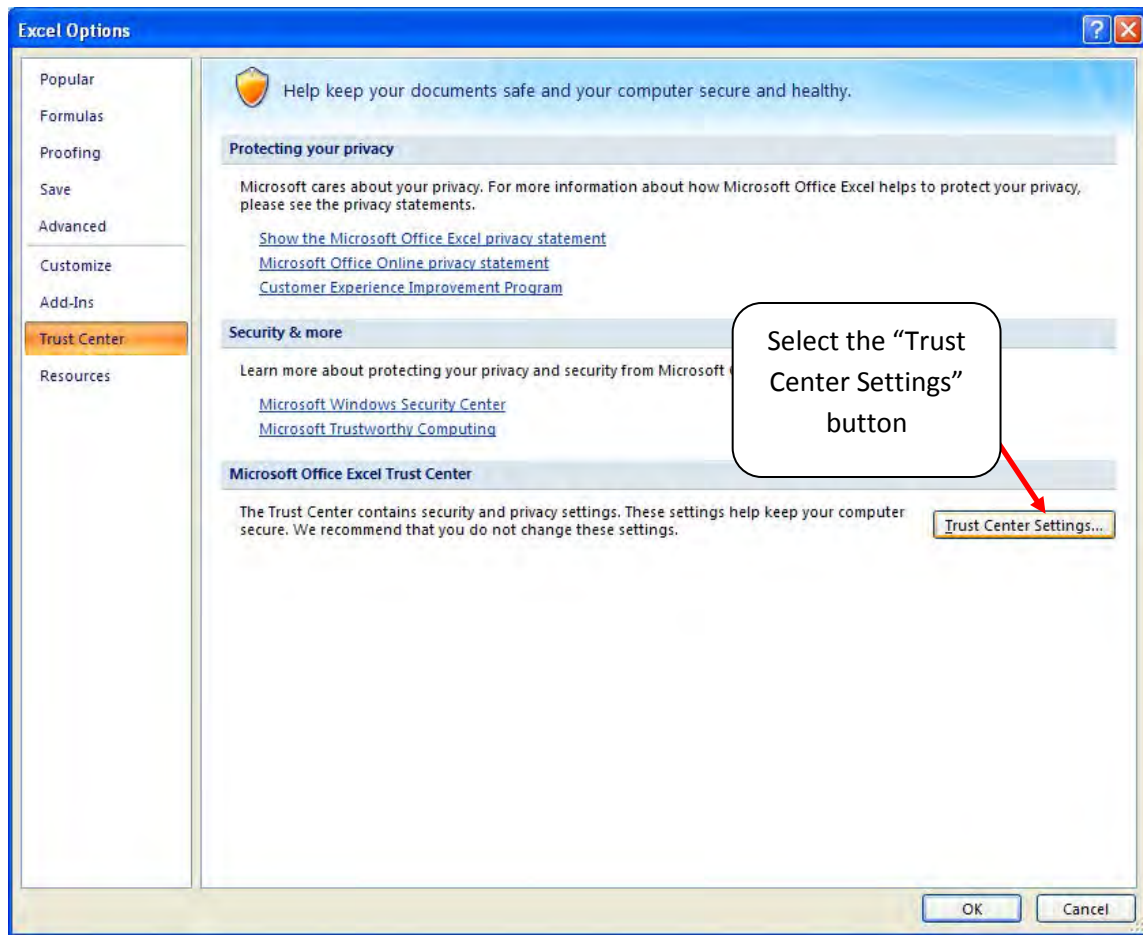 Excel Options
Popular
Formulas
Proofing
Save
Advanced
Customize
Add-Ins
Trust Center
Resources
Help keep your documents safe and your computer secure and healthy.
Protecting your privacy
Microsoft cares about your privacy. For more information about how Microsoft Office Excel helps to protect your privacy,
please see the privacy statements.
Show the Microsoft Office Excel privacy statement
Microsoft Office Online privacy statement
Customer Experience Improvement Program
Security & more
Learn more about protecting your privacy and security from Microsoft
Microsoft Windows Security Center
Microsoft Trustworthy Computing
Select the “Trust
Center Settings”
button
Microsoft Office Excel Trust Center
The Trust Center contains security and privacy settings. These settings help keep your computer
secure. We recommend that you do not change these settings.
Trust Center Settings...
OK
Cancel